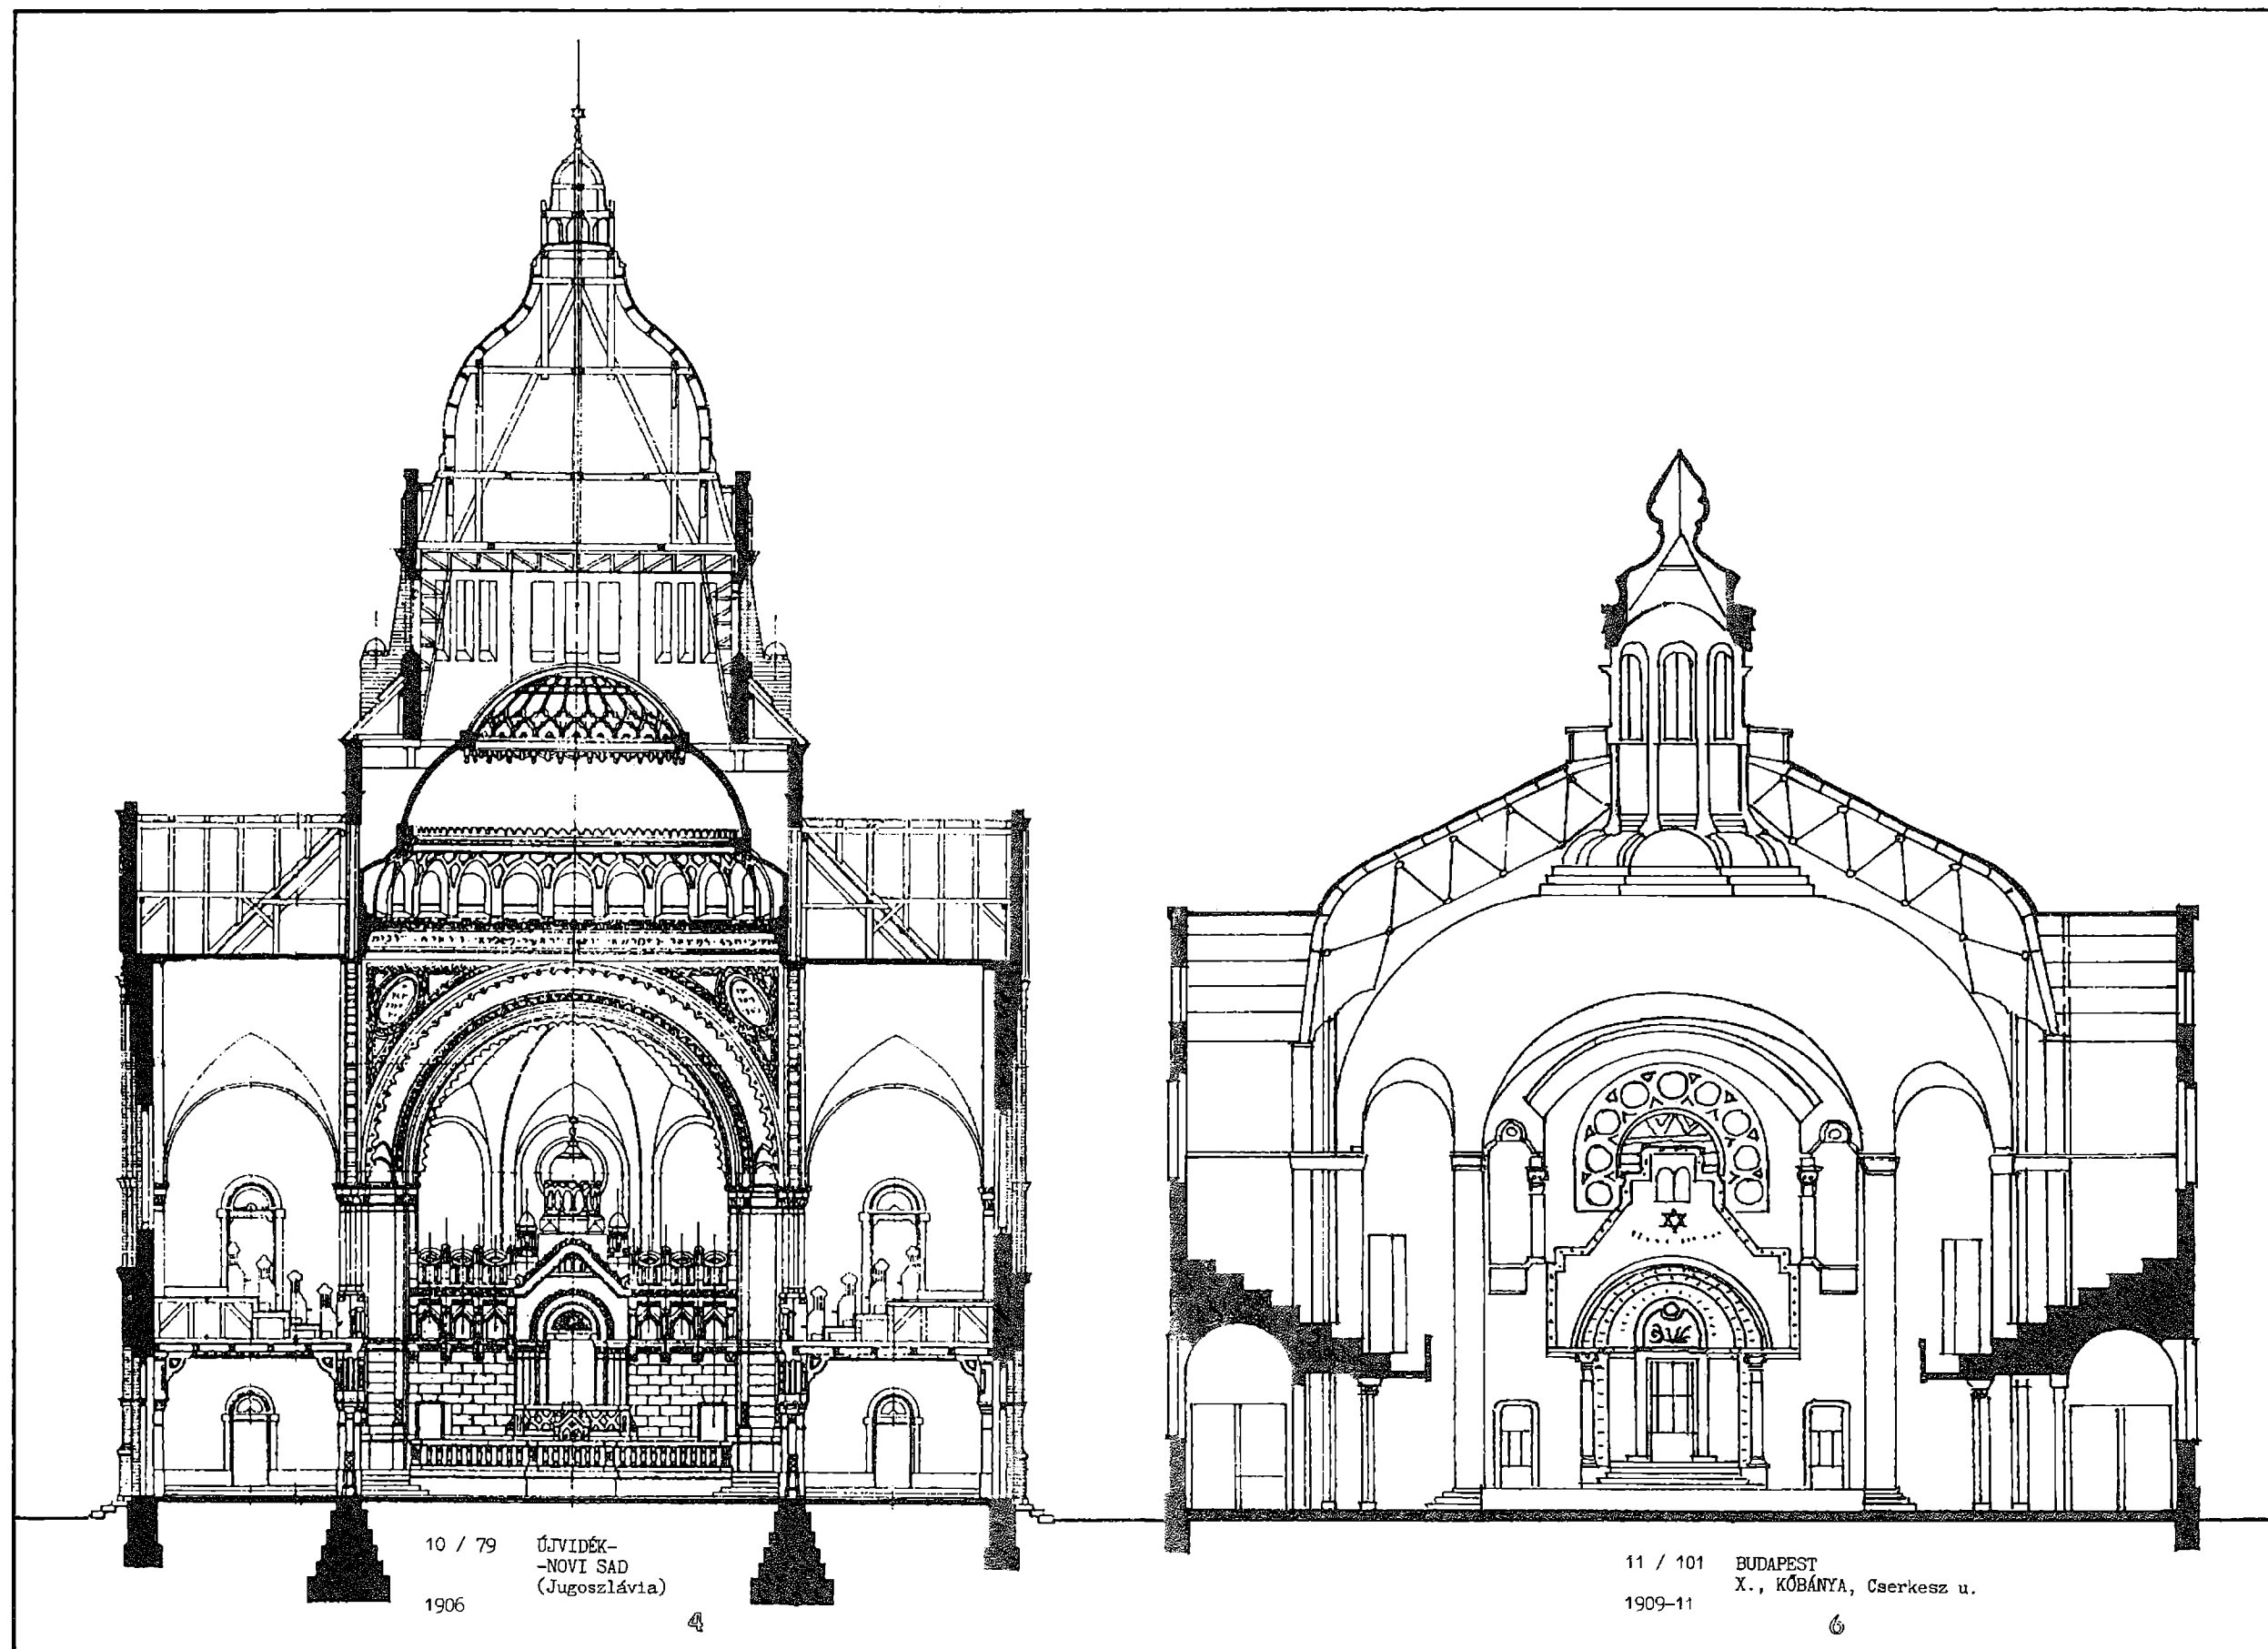 10 / 79 ÚJVIDÉK-
-NOVI SAD
(Jugoszlávia)
1906
4
11 / 101 BUDAPEST
X., KŐBÁNYA, Cserkesz u.
1909-11
6